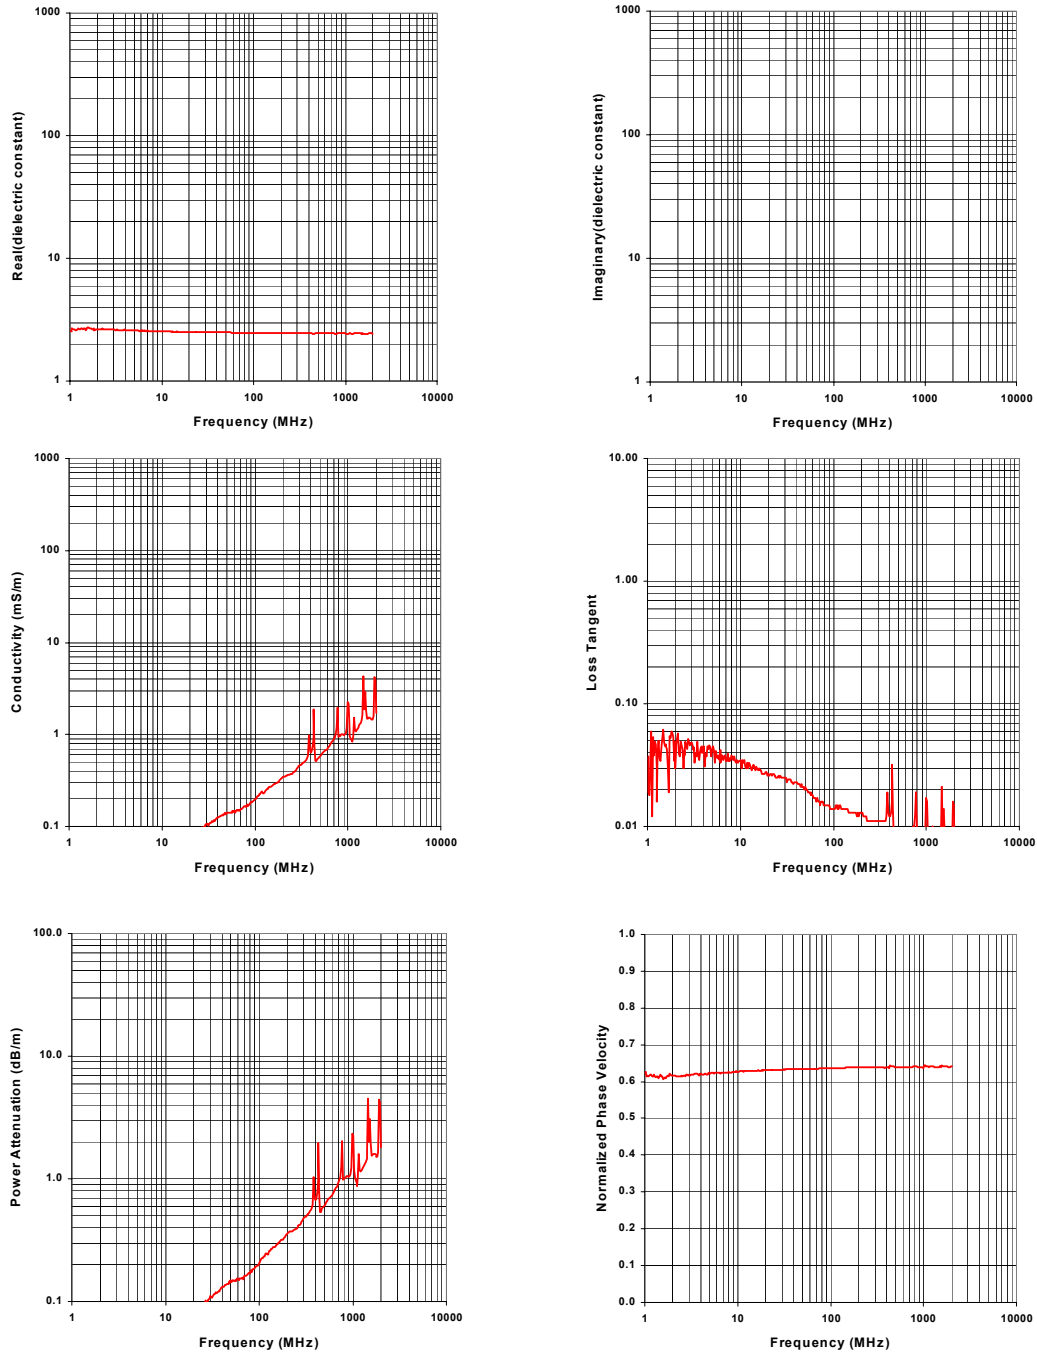 1000
100
10
1
Real(dielectric constant)
1 10 100 1000 10000
Frequency (MHz)
1000
100
10
1
Imaginary(dielectric constant)
1 10 100 1000 10000
Frequency (MHz)
1000
100
10
1
0.1
Conductivity (mS/m)
1 10 100 1000 10000
Frequency (MHz)
10.00
1.00
0.10
0.01
Loss Tangent
1 10 100 1000 10000
Frequency (MHz)
100.0
10.0
1.0
0.1
Power Attenuation (dB/m)
1 10 100 1000 10000
Frequency (MHz)
1.0
0.9
0.8
0.7
0.6
0.5
0.4
0.3
0.2
0.1
0.0
Normalized Phase Velocity
1 10 100 1000 10000
Frequency (MHz)